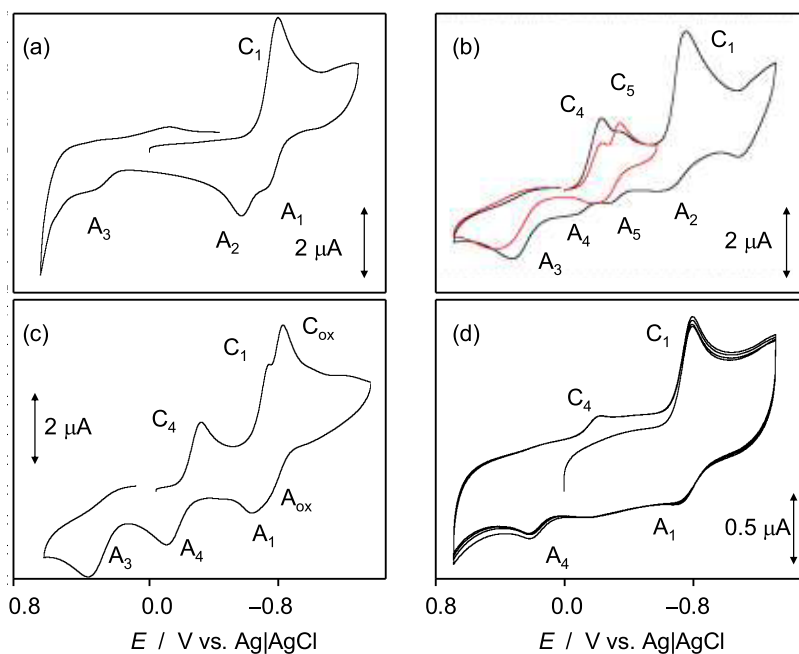 (a)
C₁
A₁
A₂
A₃
2 μA
(b)
C₁
C₅
C₄
A₂
A₅
A₄
A₃
2 μA
(c)
Cₒₓ
C₁
C₄
2 μA
Aₒₓ
A₁
A₄
A₃
0.8 0.0 –0.8
E / V vs. Ag|AgCl
(d)
C₁
C₄
A₁
A₄
0.5 μA
0.8 0.0 –0.8
E / V vs. Ag|AgCl